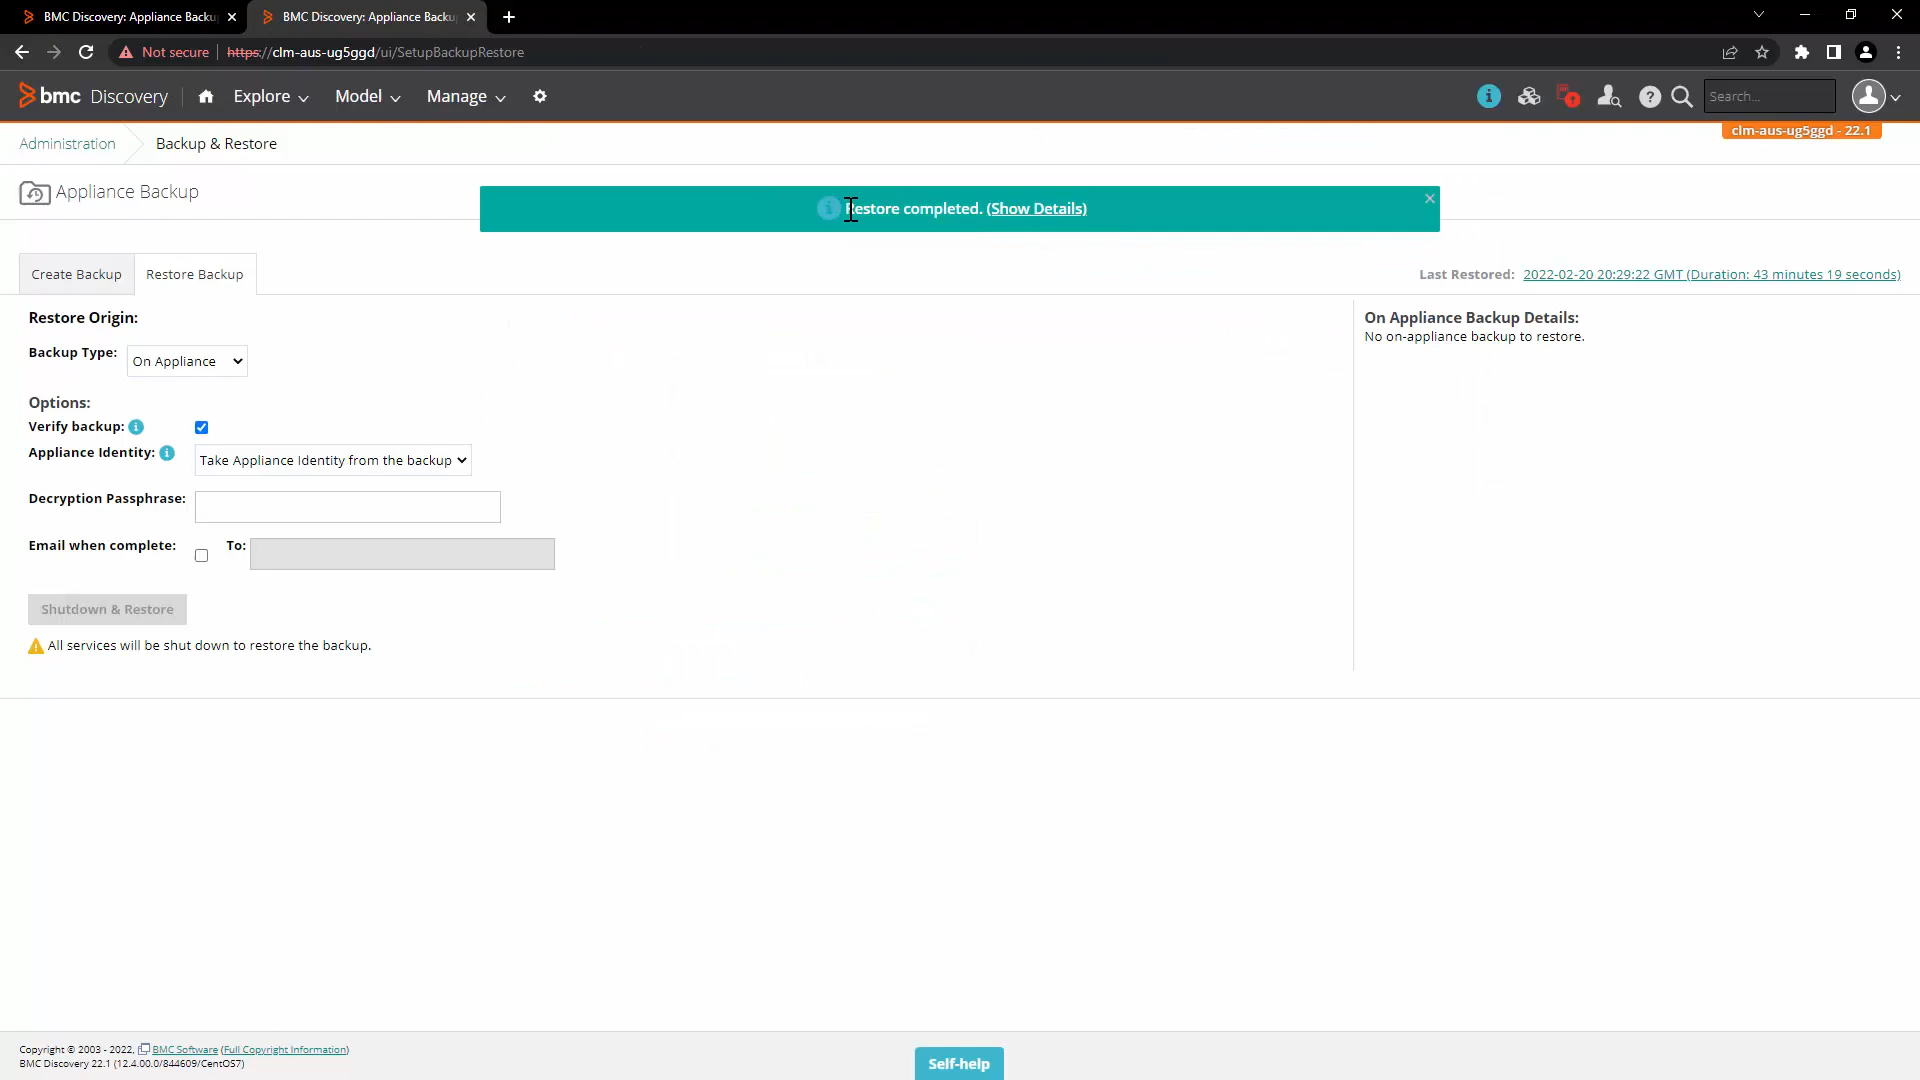 BMC Discovery: Appliance Backu
BMC Discovery: Appliance Backu
Not secure
https://clm-aus-ug5ggd/ui/SetupBackupRestore
bmc Discovery
Explore
Model
Manage
Search...
Administration
Backup & Restore
clm-aus-ug5ggd - 22.1
Appliance Backup
Restore completed. (Show Details)
Create Backup
Restore Backup
Last Restored: 2022-02-20 20:29:22 GMT (Duration: 43 minutes 19 seconds)
Restore Origin:
Backup Type: On Appliance
Options:
Verify backup:
Appliance Identity: Take Appliance Identity from the backup
Decryption Passphrase:
Email when complete: To:
Shutdown & Restore
All services will be shut down to restore the backup.
On Appliance Backup Details:
No on-appliance backup to restore.
Copyright © 2003 - 2022, BMC Software (Full Copyright Information)
BMC Discovery 22.1 (12.4.00.0/844609/CentOS7)
Self-help